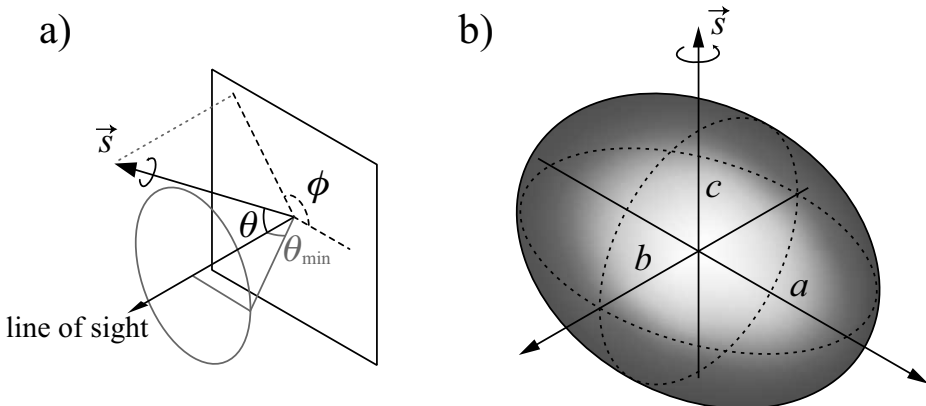 a)
b)
s⃗
s⃗
ϕ
θ
θmin
line of sight
c
b
a